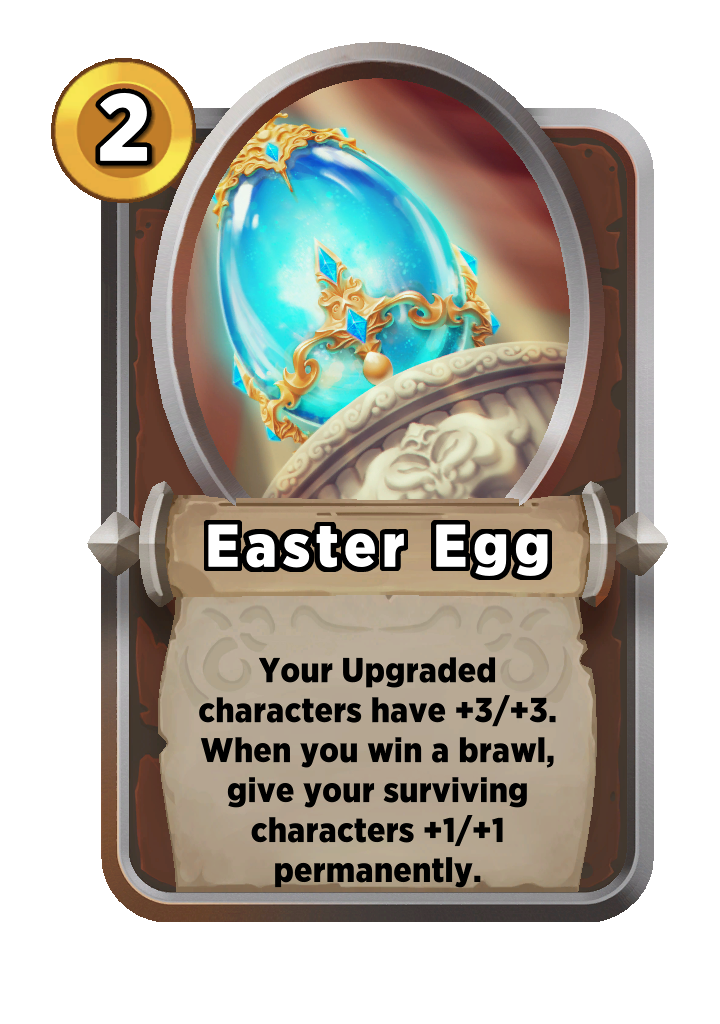 2
Easter Egg
Your Upgraded
characters have +3/+3.
When you win a brawl,
give your surviving
characters +1/+1
permanently.